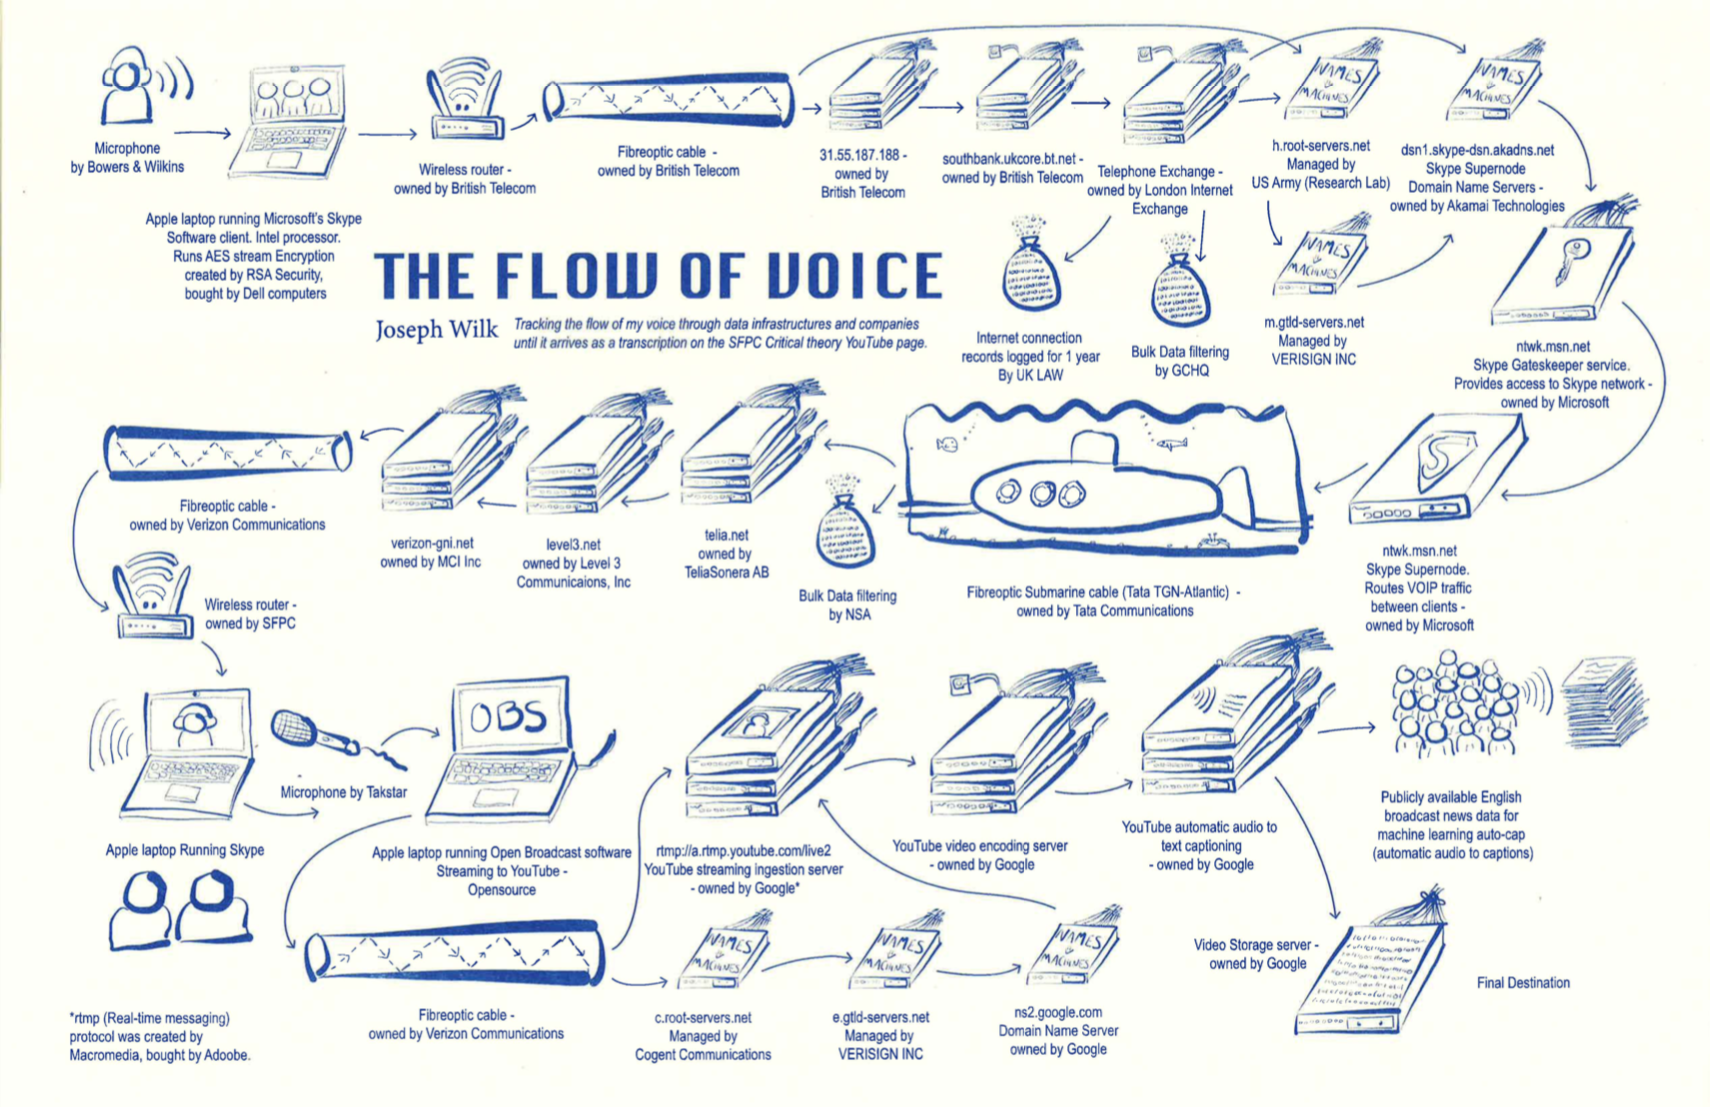 Microphone
by Bowers & Wilkins
Apple laptop running Microsoft's Skype
Software client. Intel processor.
Runs AES stream Encryption
created by RSA Security,
bought by Dell computers
Wireless router -
owned by British Telecom
Fibreoptic cable -
owned by British Telecom
31.55.187.188 -
owned by
British Telecom
southbank.ukcore.bt.net -
owned by British Telecom
Telephone Exchange -
owned by London Internet
Exchange
NAMES
&
MACHINES
h.root-servers.net
Managed by
US Army (Research Lab)
NAMES
&
MACHINES
dsn1.skype-dsn.akadns.net
Skype Supernode
Domain Name Servers -
owned by Akamai Technologies
THE FLOW OF VOICE
Joseph Wilk
Tracking the flow of my voice through data infrastructures and companies
until it arrives as a transcription on the SFPC Critical theory YouTube page.
Internet connection
records logged for 1 year
By UK LAW
Bulk Data filtering
by GCHQ
NAMES
&
MACHINES
m.gtld-servers.net
Managed by
VERISIGN INC
ntwk.msn.net
Skype Gateskeeper service.
Provides access to Skype network -
owned by Microsoft
S
ntwk.msn.net
Skype Supernode.
Routes VOIP traffic
between clients -
owned by Microsoft
Fibreoptic Submarine cable (Tata TGN-Atlantic) -
owned by Tata Communications
Bulk Data filtering
by NSA
telia.net
owned by
TeliaSonera AB
level3.net
owned by Level 3
Communicaions, Inc
verizon-gni.net
owned by MCI Inc
Fibreoptic cable -
owned by Verizon Communications
Wireless router -
owned by SFPC
Apple laptop Running Skype
Microphone by Takstar
OBS
Apple laptop running Open Broadcast software
Streaming to YouTube -
Opensource
Fibreoptic cable -
owned by Verizon Communications
rtmp://a.rtmp.youtube.com/live2
YouTube streaming ingestion server
- owned by Google*
NAMES
&
MACHINES
c.root-servers.net
Managed by
Cogent Communications
NAMES
&
MACHINES
e.gtld-servers.net
Managed by
VERISIGN INC
NAMES
&
MACHINES
ns2.google.com
Domain Name Server
owned by Google
YouTube video encoding server
- owned by Google
YouTube automatic audio to
text captioning
- owned by Google
Publicly available English
broadcast news data for
machine learning auto-cap
(automatic audio to captions)
Video Storage server -
owned by Google
Final Destination
*rtmp (Real-time messaging)
protocol was created by
Macromedia, bought by Adoobe.